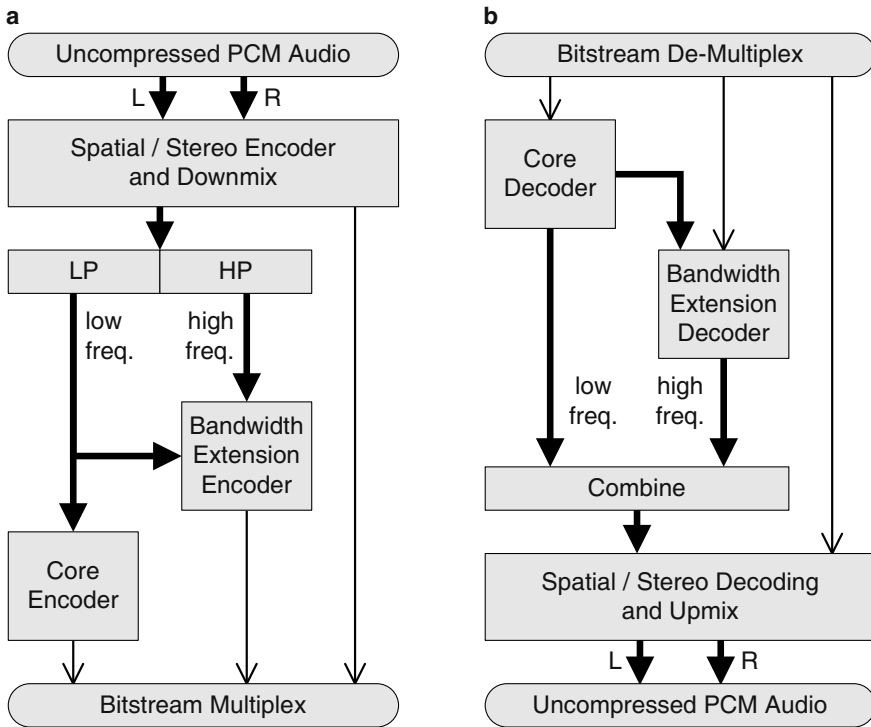 a
Uncompressed PCM Audio
L
R
Spatial / Stereo Encoder
and Downmix
LP
HP
low
freq.
high
freq.
Bandwidth
Extension
Encoder
Core
Encoder
Bitstream Multiplex
b
Bitstream De-Multiplex
Core
Decoder
Bandwidth
Extension
Decoder
low
freq.
high
freq.
Combine
Spatial / Stereo Decoding
and Upmix
L
R
Uncompressed PCM Audio